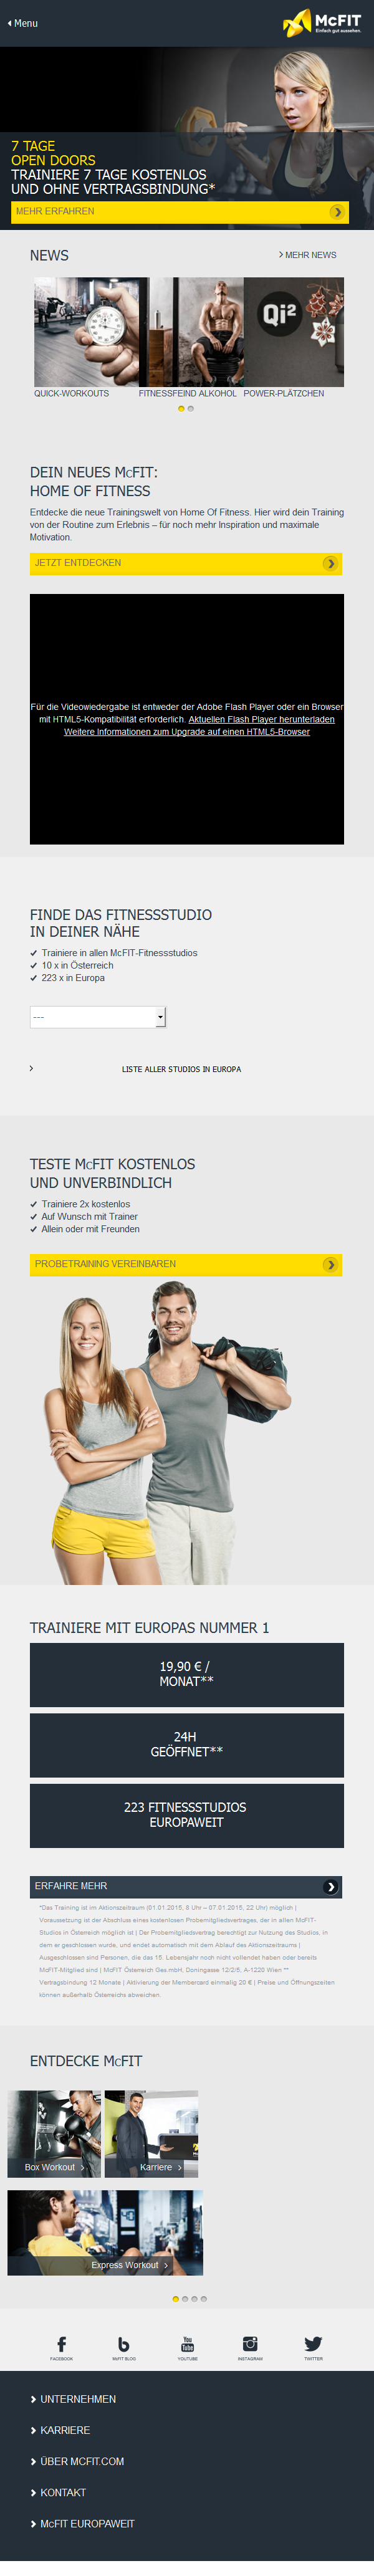 Menu
McFIT
Einfach gut aussehen.
7 TAGE
OPEN DOORS
TRAINIERE 7 TAGE KOSTENLOS
UND OHNE VERTRAGSBINDUNG*
MEHR ERFAHREN
NEWS
MEHR NEWS
Qi²
QUICK-WORKOUTS
FITNESSFEIND ALKOHOL
POWER-PLÄTZCHEN
DEIN NEUES McFIT:
HOME OF FITNESS
Entdecke die neue Trainingswelt von Home Of Fitness. Hier wird dein Training
von der Routine zum Erlebnis – für noch mehr Inspiration und maximale
Motivation.
JETZT ENTDECKEN
Für die Videowiedergabe ist entweder der Adobe Flash Player oder ein Browser
mit HTML5-Kompatibilität erforderlich. Aktuellen Flash Player herunterladen
Weitere Informationen zum Upgrade auf einen HTML5-Browser
FINDE DAS FITNESSSTUDIO
IN DEINER NÄHE
Trainiere in allen McFIT-Fitnessstudios
10 x in Österreich
223 x in Europa
---
LISTE ALLER STUDIOS IN EUROPA
TESTE McFIT KOSTENLOS
UND UNVERBINDLICH
Trainiere 2x kostenlos
Auf Wunsch mit Trainer
Allein oder mit Freunden
PROBETRAINING VEREINBAREN
TRAINIERE MIT EUROPAS NUMMER 1
19,90 € /
MONAT**
24H
GEÖFFNET**
223 FITNESSSTUDIOS
EUROPAWEIT
ERFAHRE MEHR
*Das Training ist im Aktionszeitraum (01.01.2015, 8 Uhr – 07.01.2015, 22 Uhr) möglich |
Voraussetzung ist der Abschluss eines kostenlosen Probemitgliedsvertrages, der in allen McFIT-
Studios in Österreich möglich ist | Der Probemitgliedsvertrag berechtigt zur Nutzung des Studios, in
dem er geschlossen wurde, und endet automatisch mit dem Ablauf des Aktionszeitraums |
Ausgeschlossen sind Personen, die das 15. Lebensjahr noch nicht vollendet haben oder bereits
McFIT-Mitglied sind | McFIT Österreich Ges.mbH, Doningasse 12/2/5, A-1220 Wien **
Vertragsbindung 12 Monate | Aktivierung der Membercard einmalig 20 € | Preise und Öffnungszeiten
können außerhalb Österreichs abweichen.
ENTDECKE McFIT
Box Workout
Karriere
Express Workout
You
Tube
FACEBOOK
McFIT BLOG
YOUTUBE
INSTAGRAM
TWITTER
UNTERNEHMEN
KARRIERE
ÜBER MCFIT.COM
KONTAKT
McFIT EUROPAWEIT